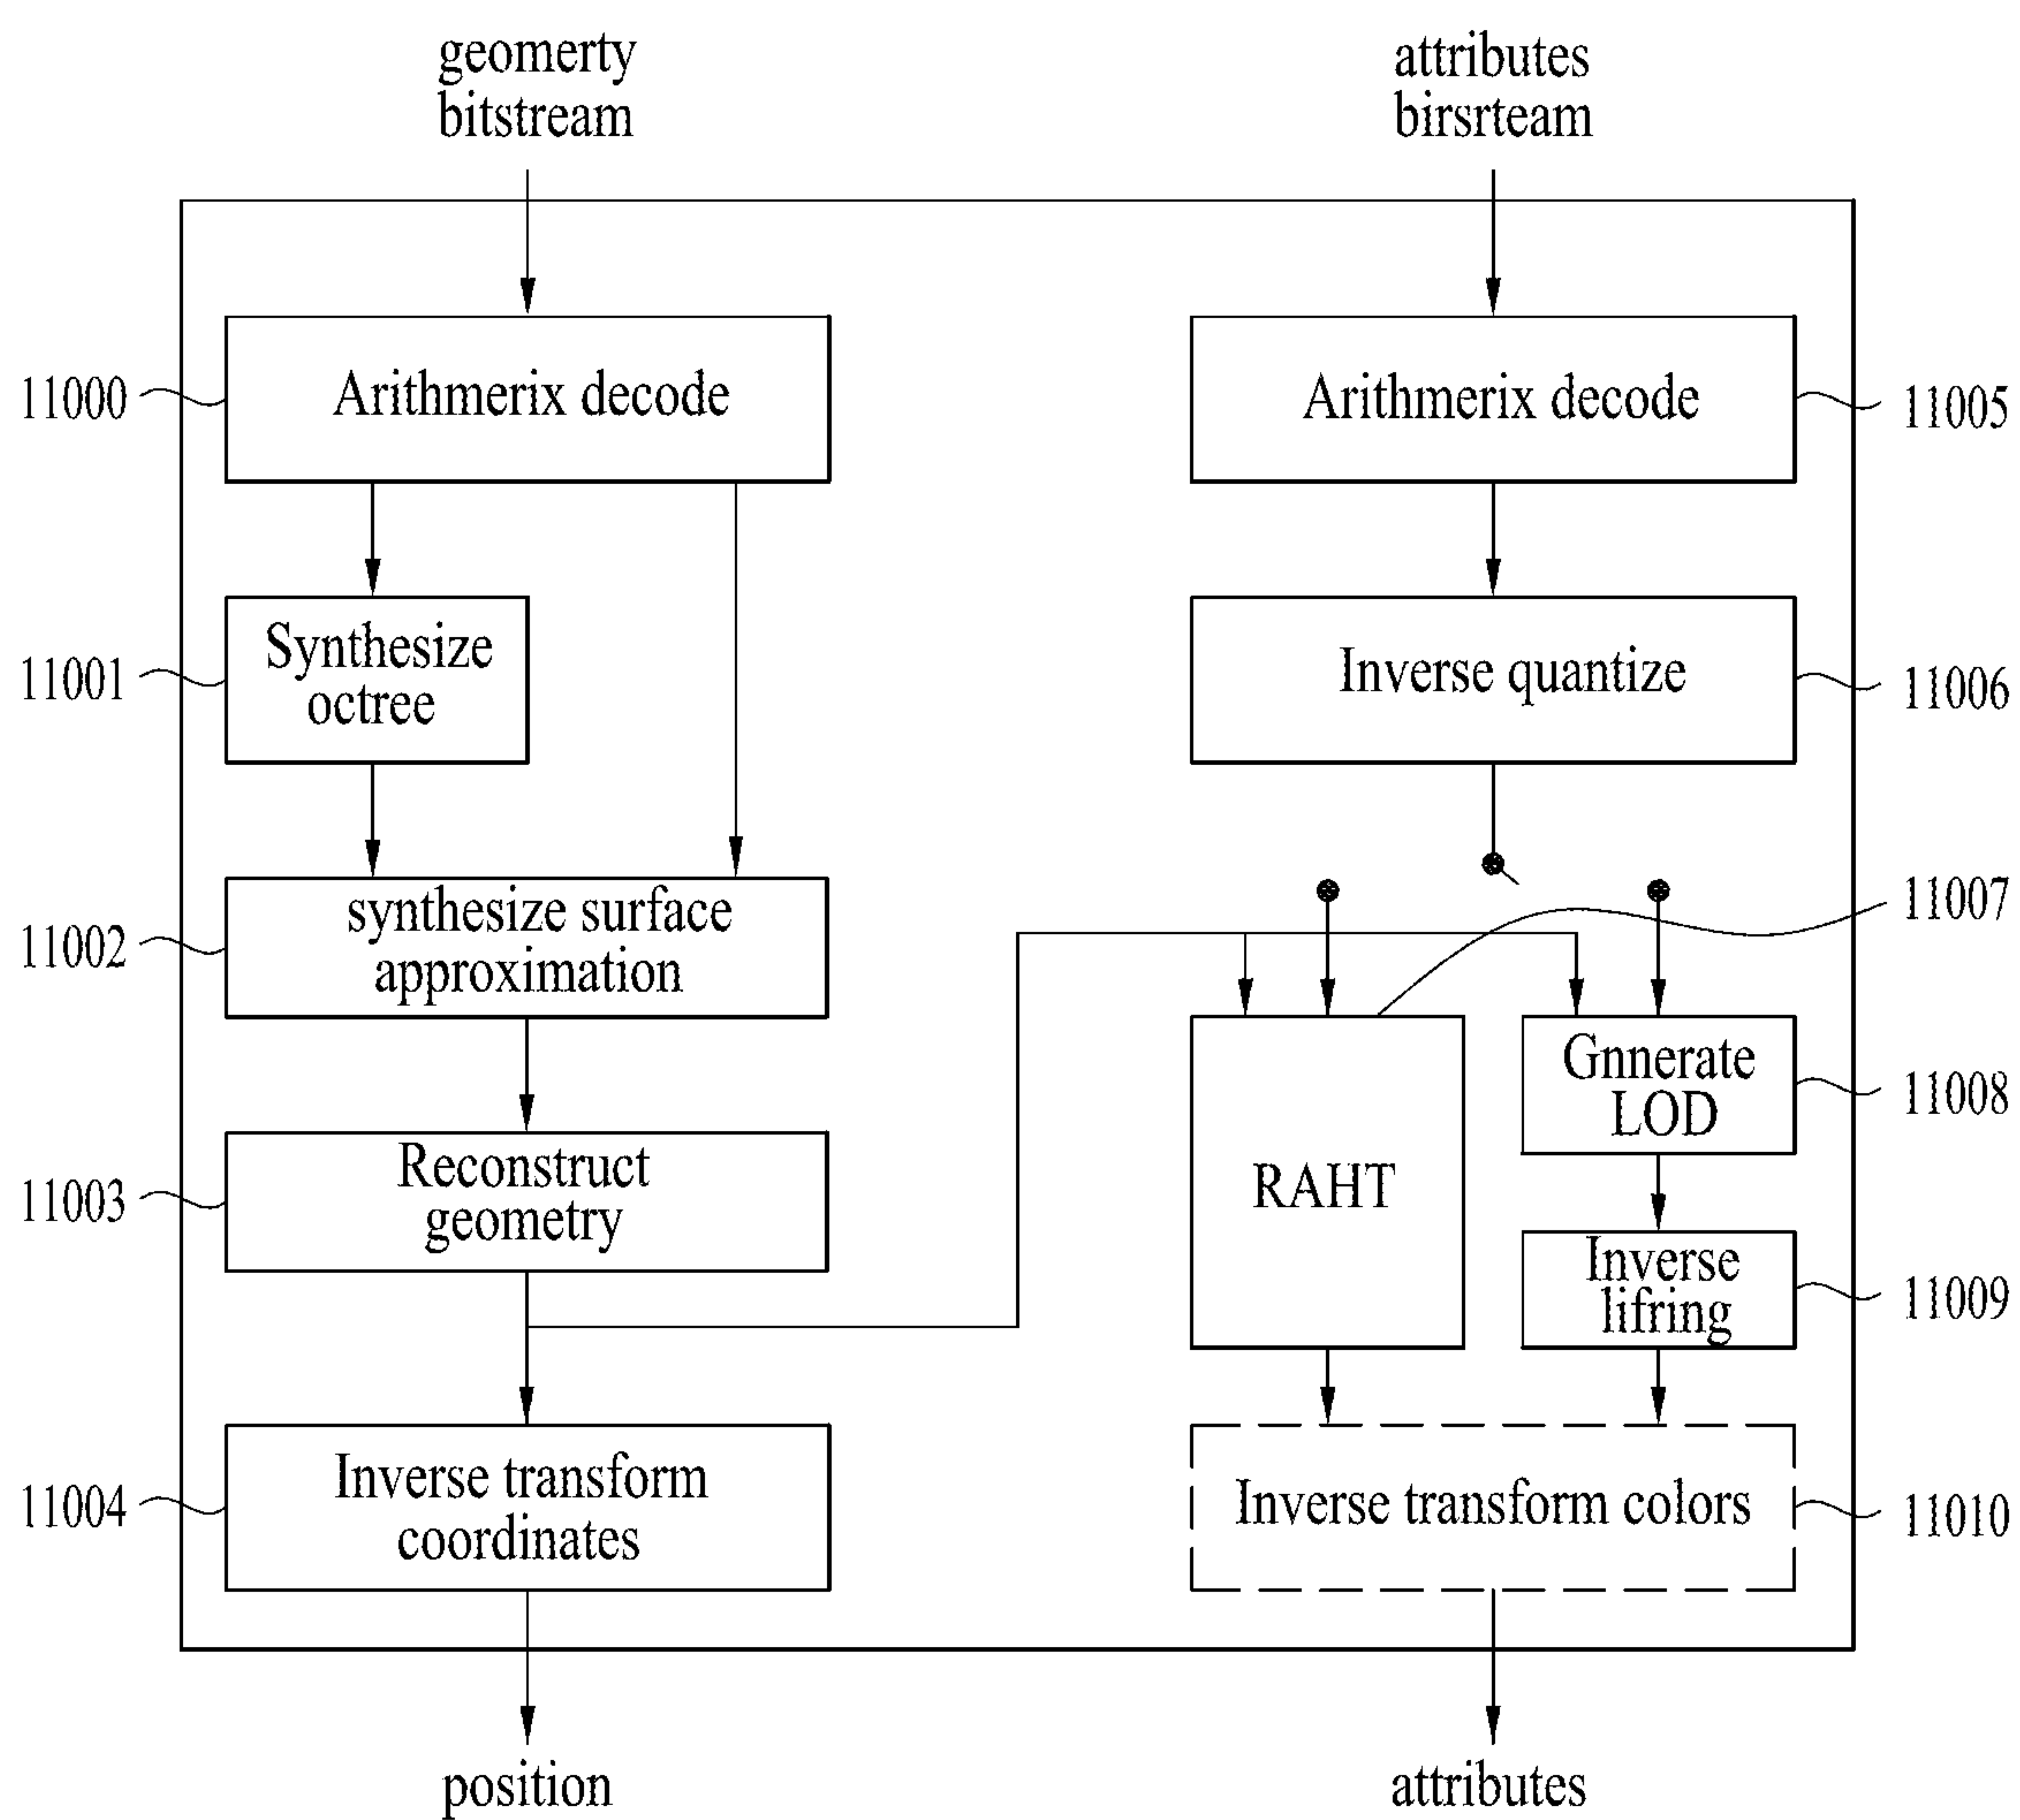 geomerty
bitstream
attributes
birsrteam
11000
Arithmerix decode
Arithmerix decode
11005
11001
Synthesize
octree
Inverse quantize
11006
11002
synthesize surface
approximation
11007
Gnnerate
LOD
11008
11003
Reconstruct
geometry
RAHT
Inverse
lifring
11009
11004
Inverse transform
coordinates
Inverse transform colors
11010
position
attributes